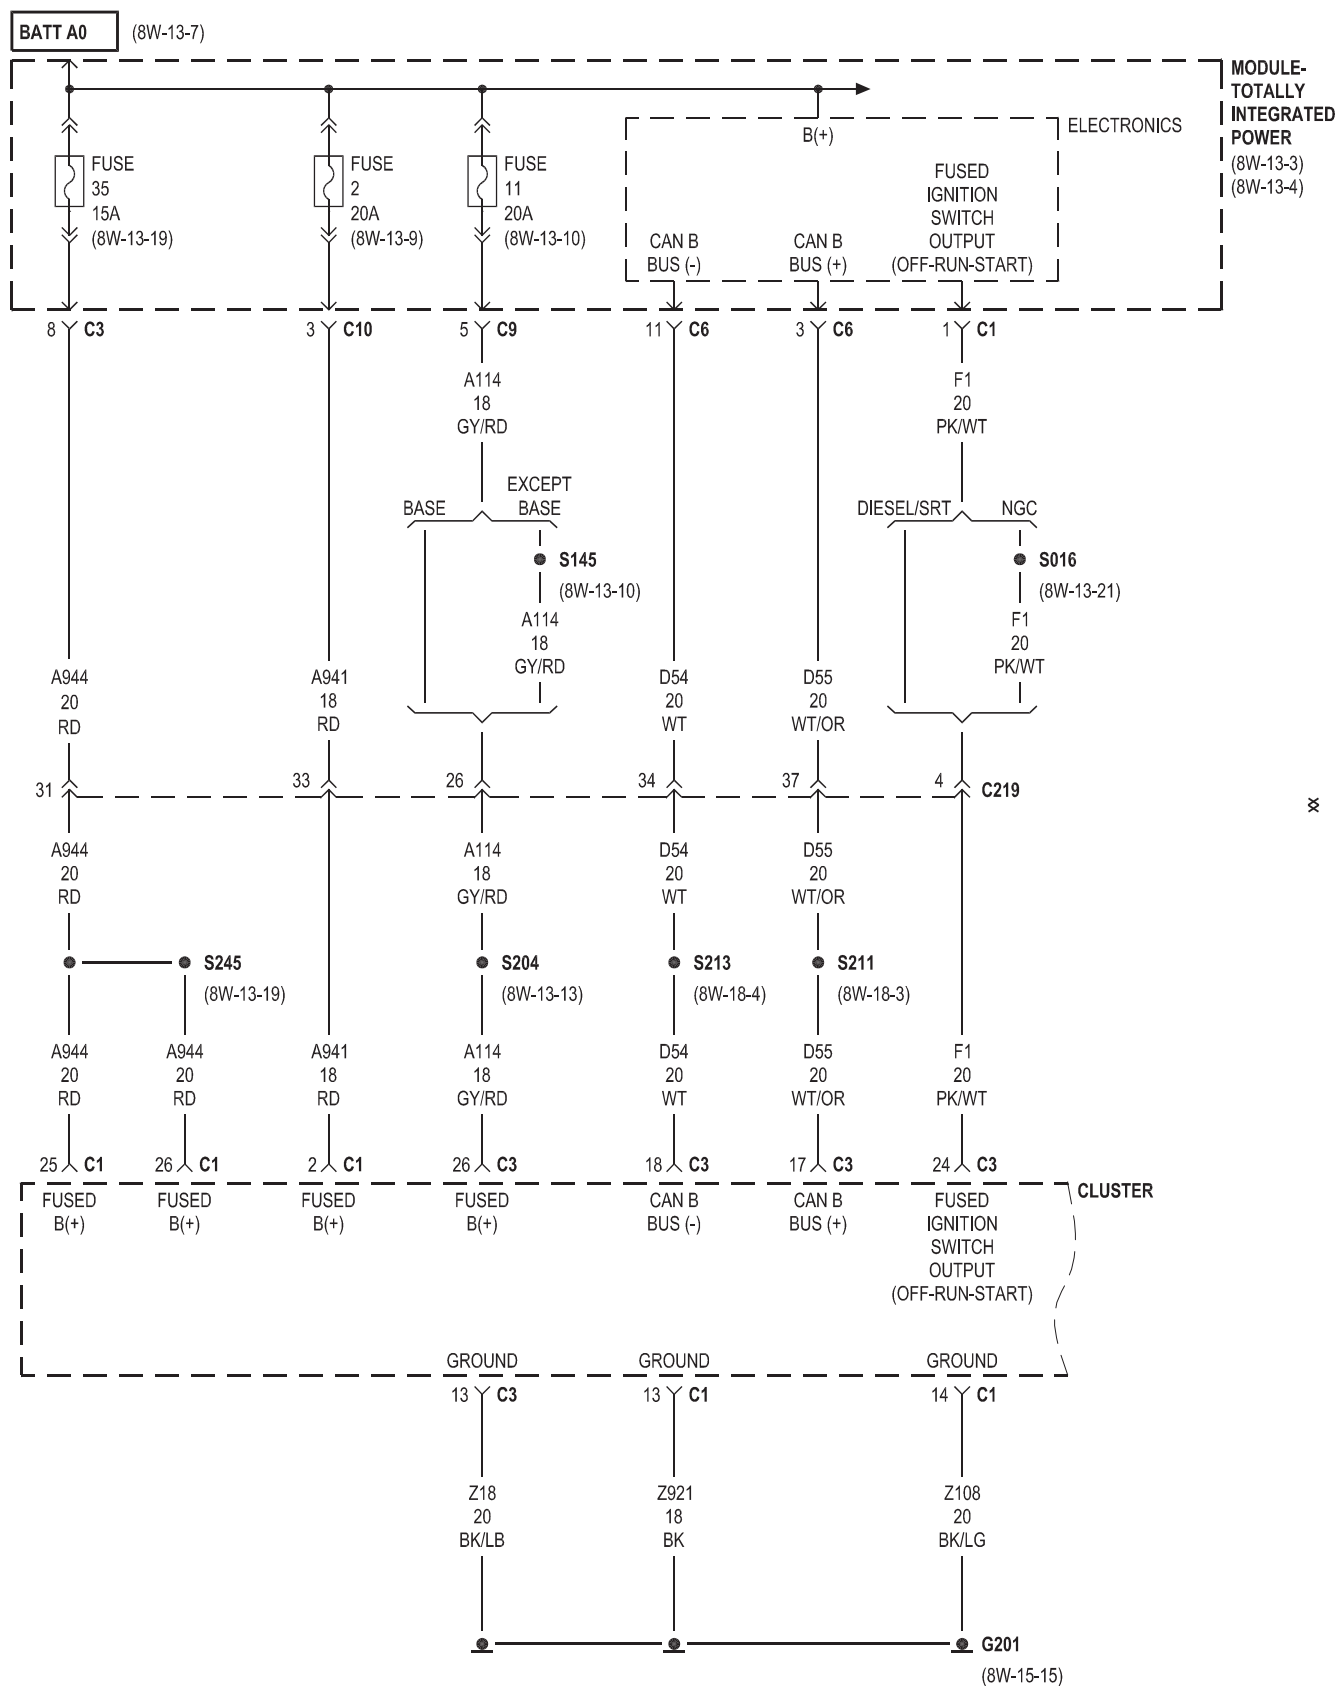 BATT A0 (8W-13-7)
MODULE-
TOTALLY
INTEGRATED
POWER
(8W-13-3)
(8W-13-4)
ELECTRONICS
B(+)
FUSE
35
15A
(8W-13-19)
FUSE
2
20A
(8W-13-9)
FUSE
11
20A
(8W-13-10)
CAN B
BUS (-)
CAN B
BUS (+)
FUSED
IGNITION
SWITCH
OUTPUT
(OFF-RUN-START)
8 C3
3 C10
5 C9
11 C6
3 C6
1 C1
A114
18
GY/RD
F1
20
PK/WT
BASE
EXCEPT
BASE
DIESEL/SRT
NGC
S145
(8W-13-10)
A114
18
GY/RD
S016
(8W-13-21)
F1
20
PK/WT
A944
20
RD
A941
18
RD
D54
20
WT
D55
20
WT/OR
31
33
26
34
37
4
C219
XX
A944
20
RD
A114
18
GY/RD
D54
20
WT
D55
20
WT/OR
S245
(8W-13-19)
S204
(8W-13-13)
S213
(8W-18-4)
S211
(8W-18-3)
A944
20
RD
A944
20
RD
A941
18
RD
A114
18
GY/RD
D54
20
WT
D55
20
WT/OR
F1
20
PK/WT
25 C1
26 C1
2 C1
26 C3
18 C3
17 C3
24 C3
CLUSTER
FUSED
B(+)
FUSED
B(+)
FUSED
B(+)
FUSED
B(+)
CAN B
BUS (-)
CAN B
BUS (+)
FUSED
IGNITION
SWITCH
OUTPUT
(OFF-RUN-START)
GROUND
GROUND
GROUND
13 C3
13 C1
14 C1
Z18
20
BK/LB
Z921
18
BK
Z108
20
BK/LG
G201
(8W-15-15)